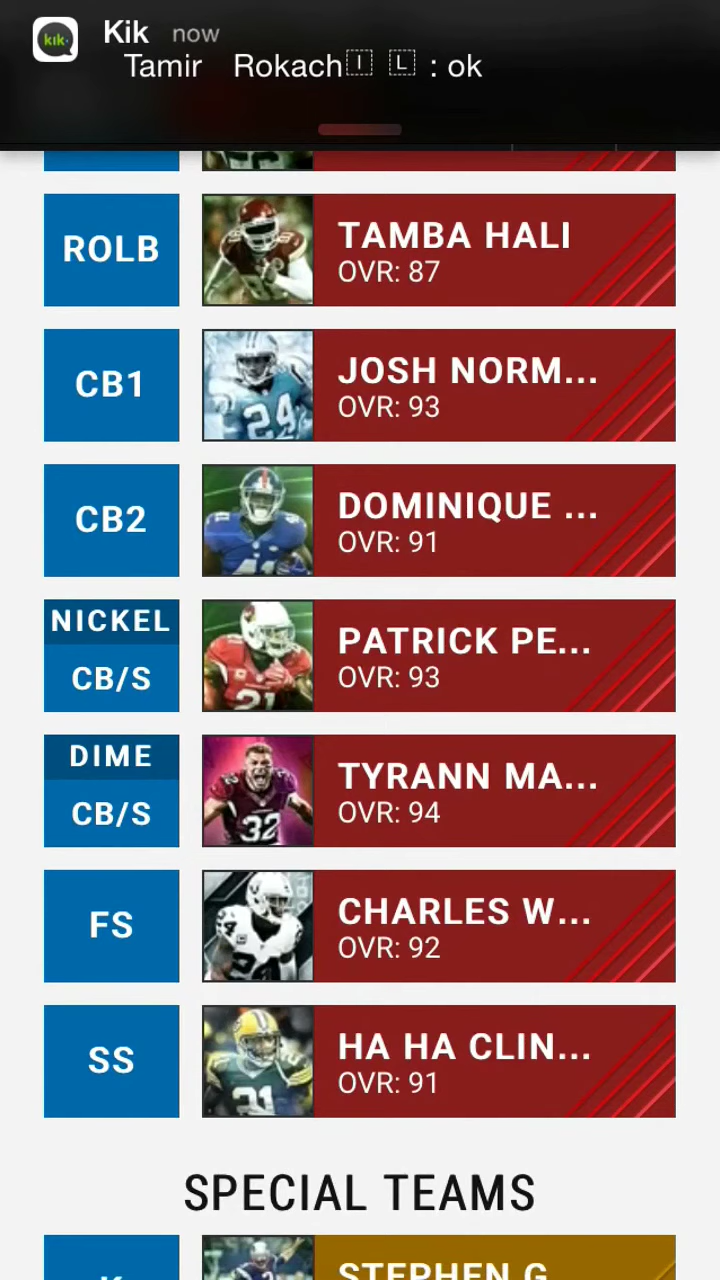 Kik now
Tamir Rokach🇮 🇱 : ok
ROLB
TAMBA HALI
OVR: 87
CB1
JOSH NORM...
OVR: 93
CB2
DOMINIQUE ...
OVR: 91
NICKEL
CB/S
PATRICK PE...
OVR: 93
DIME
CB/S
TYRANN MA...
OVR: 94
FS
CHARLES W...
OVR: 92
SS
HA HA CLIN...
OVR: 91
SPECIAL TEAMS
K
STEPHEN G